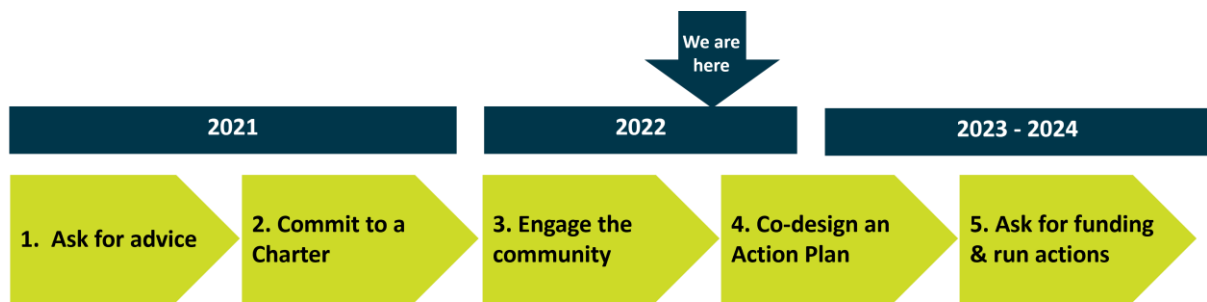 We are
here
2021
2022
2023 - 2024
1. Ask for advice
2. Commit to a
Charter
3. Engage the
community
4. Co-design an
Action Plan
5. Ask for funding
& run actions